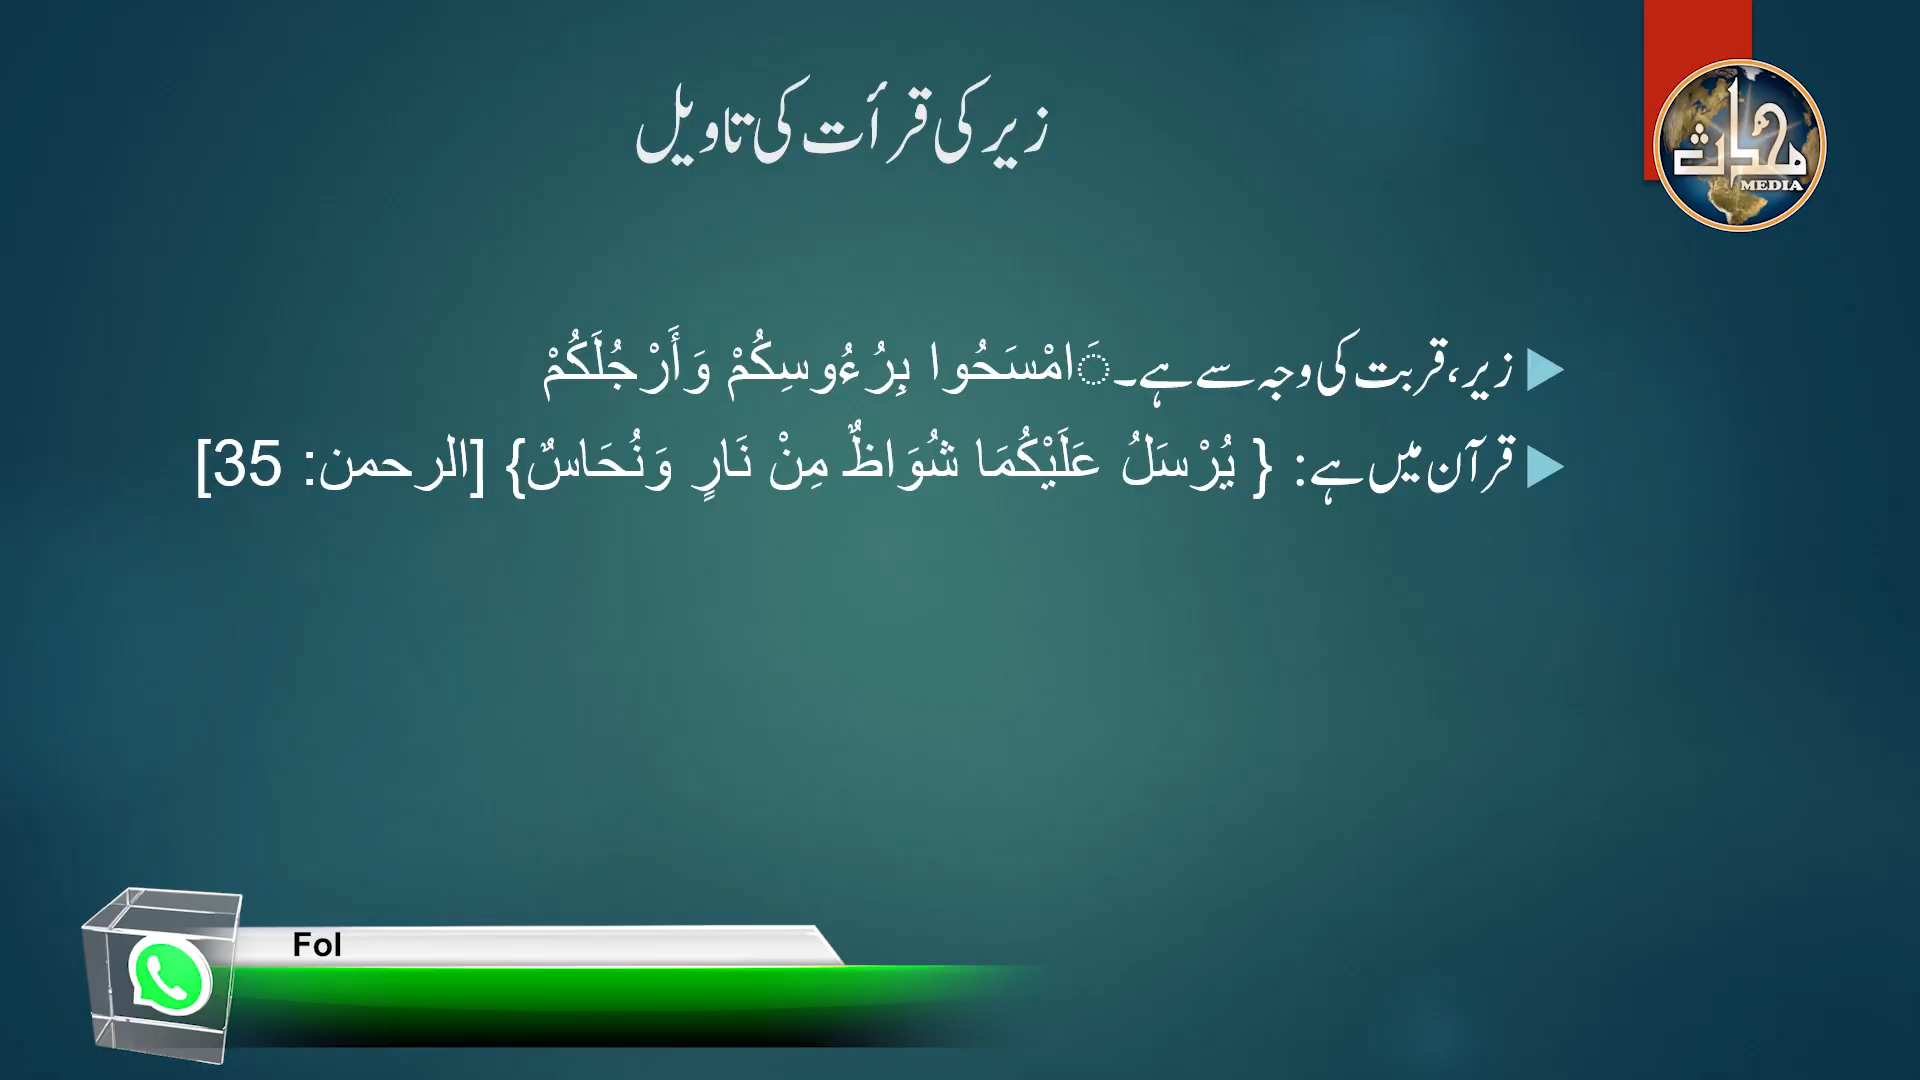 زیر کی قرأت کی تاویل
محدث
MEDIA
زیر، قربت کی وجہ سے ہے۔ َامْسَحُوا بِرُءُوسِكُمْ وَأَرْجُلَكُمْ
قرآن میں ہے: { يُرْسَلُ عَلَيْكُمَا شُوَاظٌ مِنْ نَارٍ وَنُحَاسٌ} [الرحمن: 35]
Fol